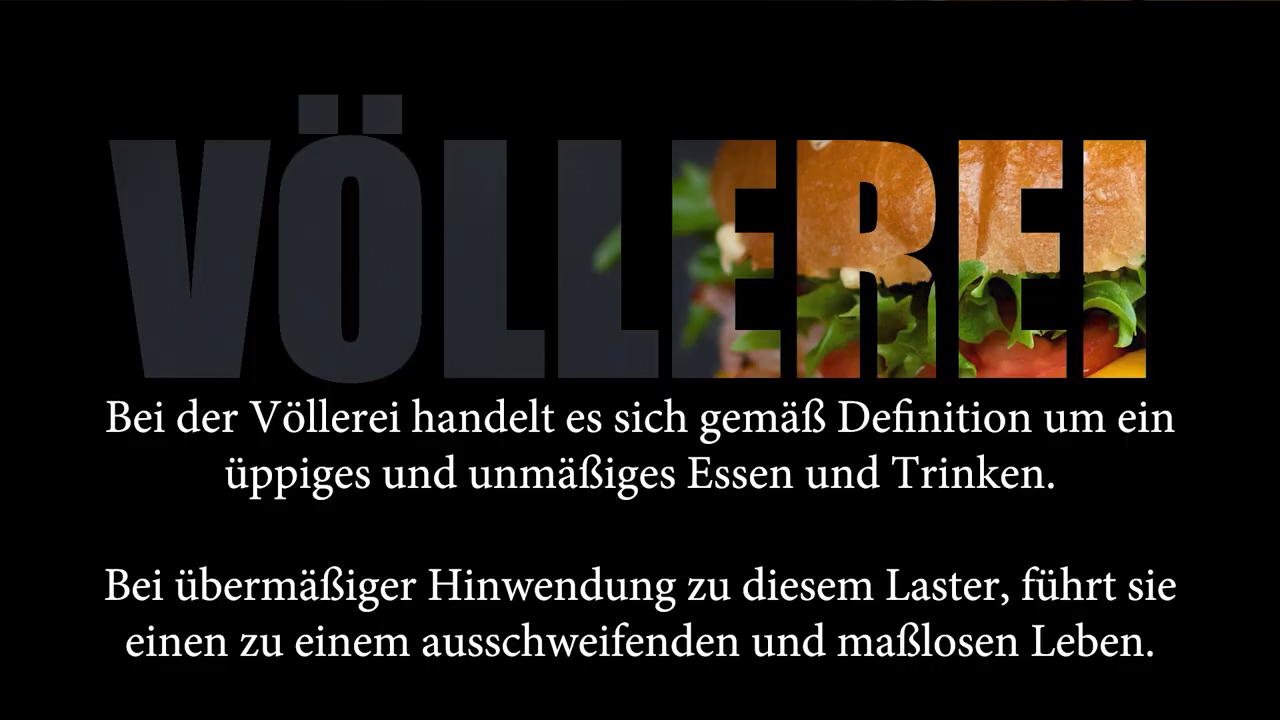 VÖLLEREI
Bei der Völlerei handelt es sich gemäß Definition um ein
üppiges und unmäßiges Essen und Trinken.
Bei übermäßiger Hinwendung zu diesem Laster, führt sie
einen zu einem ausschweifenden und maßlosen Leben.